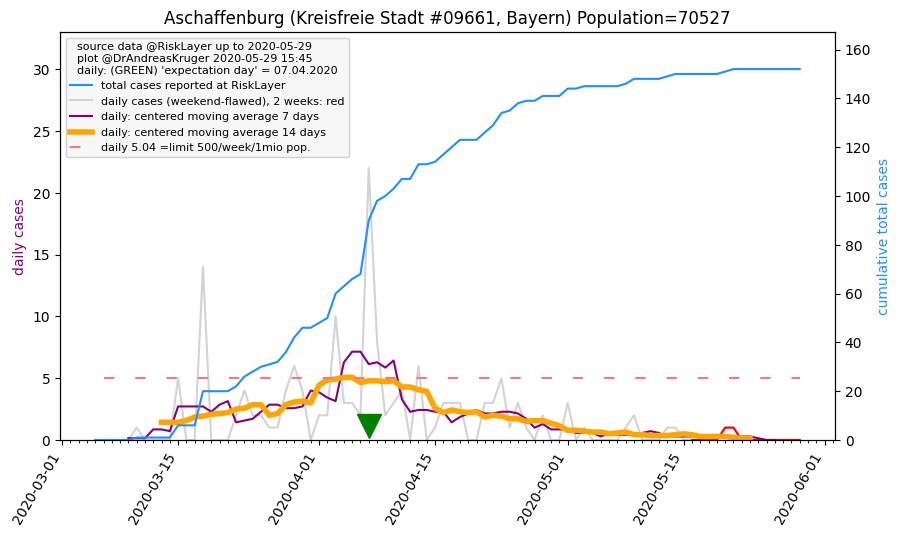 Aschaffenburg (Kreisfreie Stadt #09661, Bayern) Population=70527
source data @RiskLayer up to 2020-05-29
plot @DrAndreasKruger 2020-05-29 15:45
daily: (GREEN) 'expectation day' = 07.04.2020
total cases reported at RiskLayer
daily cases (weekend-flawed), 2 weeks: red
daily: centered moving average 7 days
daily: centered moving average 14 days
daily 5.04 =limit 500/week/1mio pop.
daily cases
30
25
20
15
10
5
0
160
140
120
100
80
60
40
20
0
cumulative total cases
2020-03-01
2020-03-15
2020-04-01
2020-04-15
2020-05-01
2020-05-15
2020-06-01